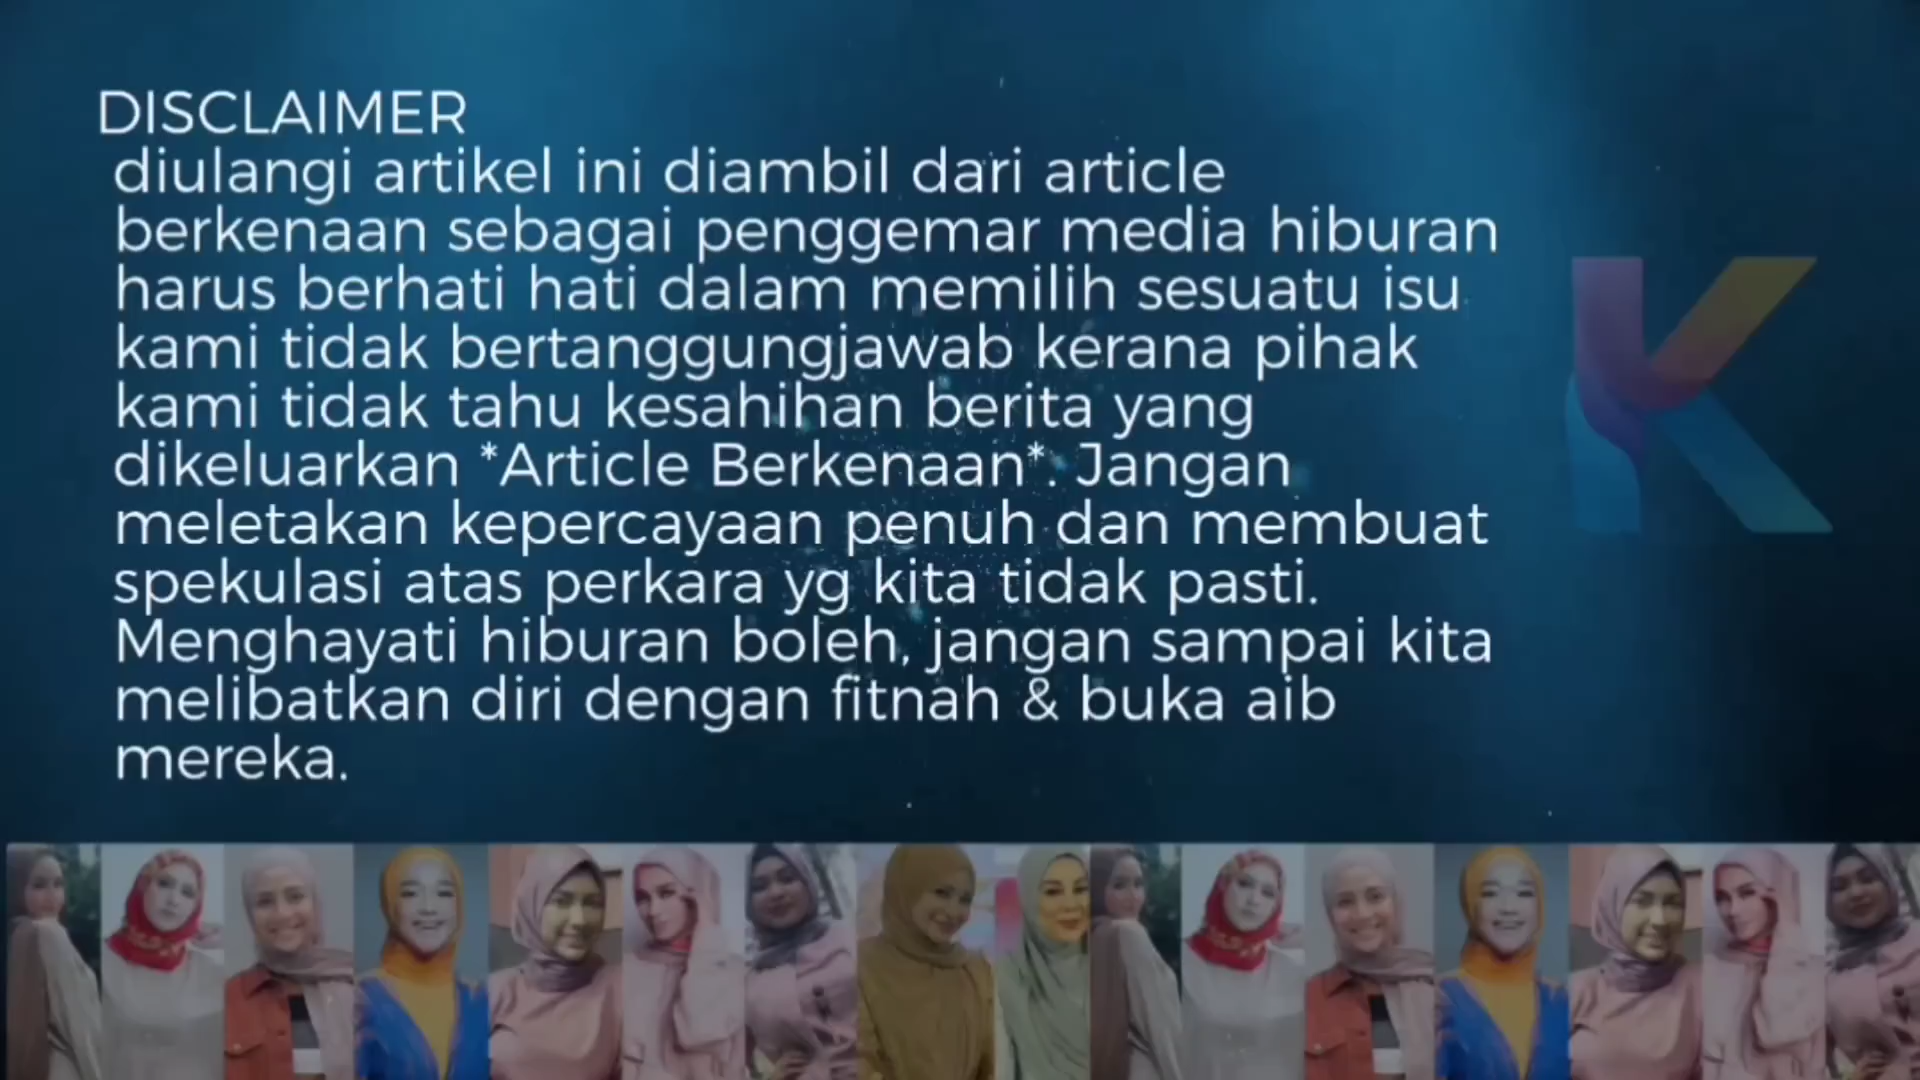 DISCLAIMER
diulangi artikel ini diambil dari article
berkenaan sebagai penggemar media hiburan
harus berhati hati dalam memilih sesuatu isu
kami tidak bertanggungjawab kerana pihak
kami tidak tahu kesahihan berita yang
dikeluarkan *Article Berkenaan*. Jangan
meletakan kepercayaan penuh dan membuat
spekulasi atas perkara yg kita tidak pasti.
Menghayati hiburan boleh, jangan sampai kita
melibatkan diri dengan fitnah & buka aib
mereka.
K